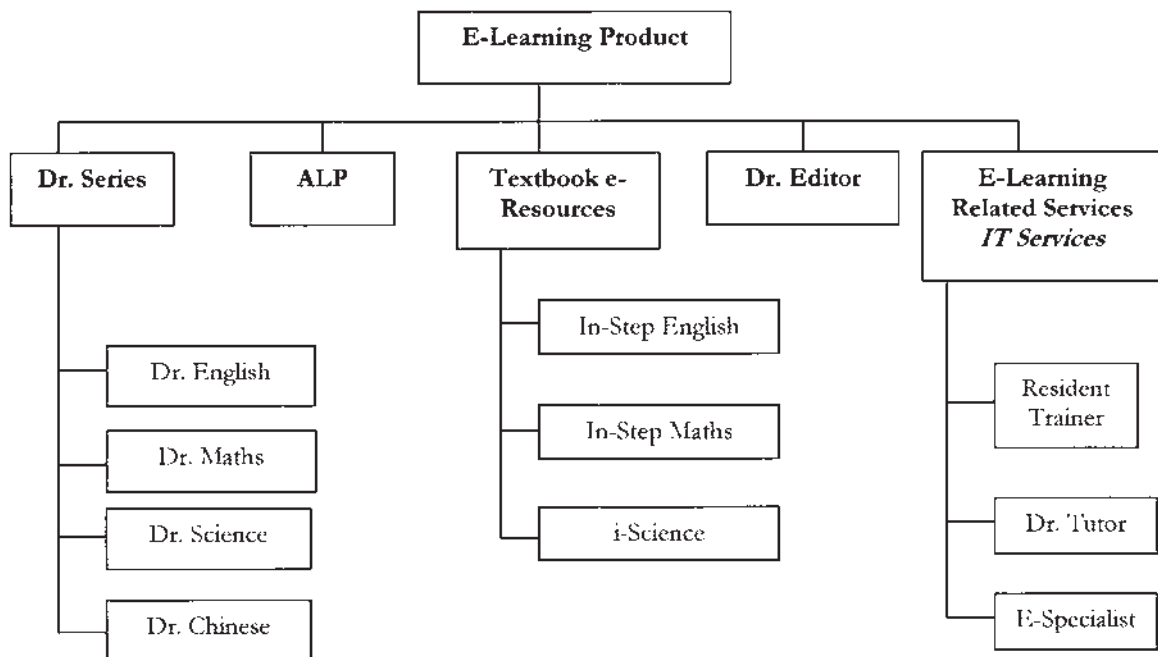 E-Learning Product
Dr. Series
ALP
Textbook e-
Resources
Dr. Editor
E-Learning
Related Services
IT Services
Dr. English
Dr. Maths
Dr. Science
Dr. Chinese
In-Step English
In-Step Maths
i-Science
Resident
Trainer
Dr. Tutor
E-Specialist